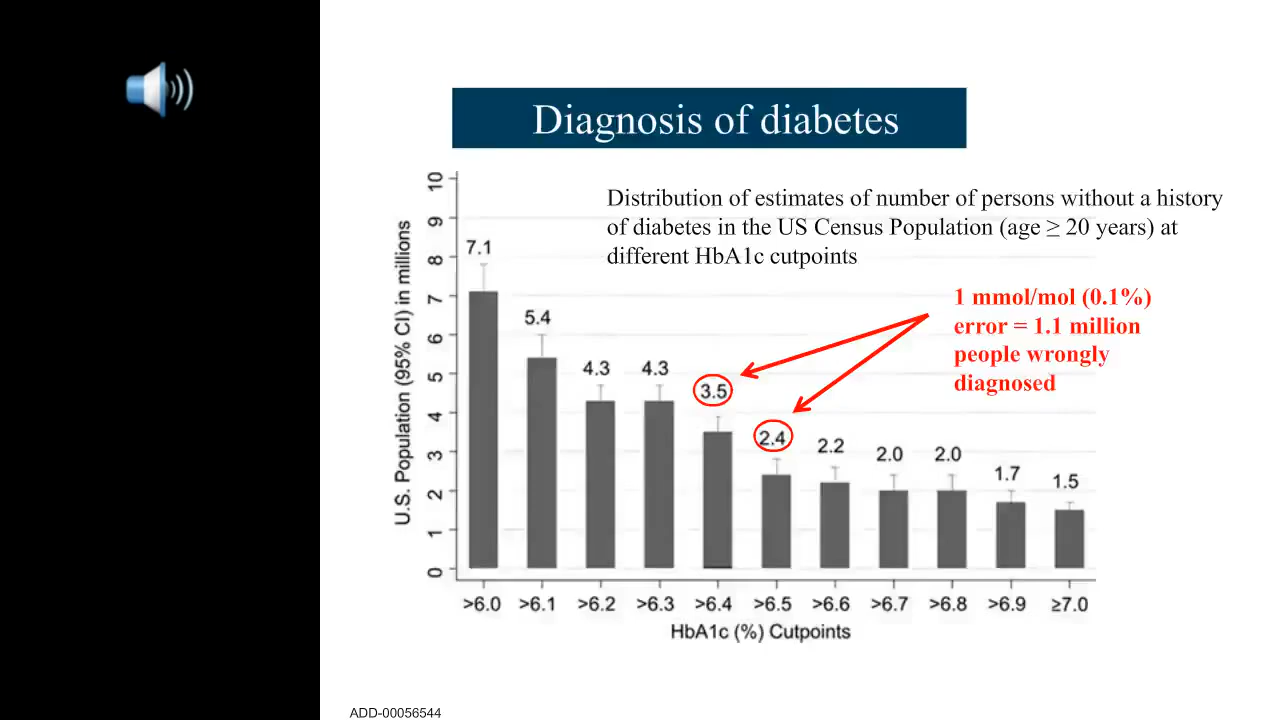 Diagnosis of diabetes
Distribution of estimates of number of persons without a history
of diabetes in the US Census Population (age ≥ 20 years) at
different HbA1c cutpoints
1 mmol/mol (0.1%)
error = 1.1 million
people wrongly
diagnosed
U.S. Population (95% CI) in millions
10
9
8
7
6
5
4
3
2
1
0
7.1
5.4
4.3
4.3
3.5
2.4
2.2
2.0
2.0
1.7
1.5
>6.0 >6.1 >6.2 >6.3 >6.4 >6.5 >6.6 >6.7 >6.8 >6.9 ≥7.0
HbA1c (%) Cutpoints
ADD-00056544